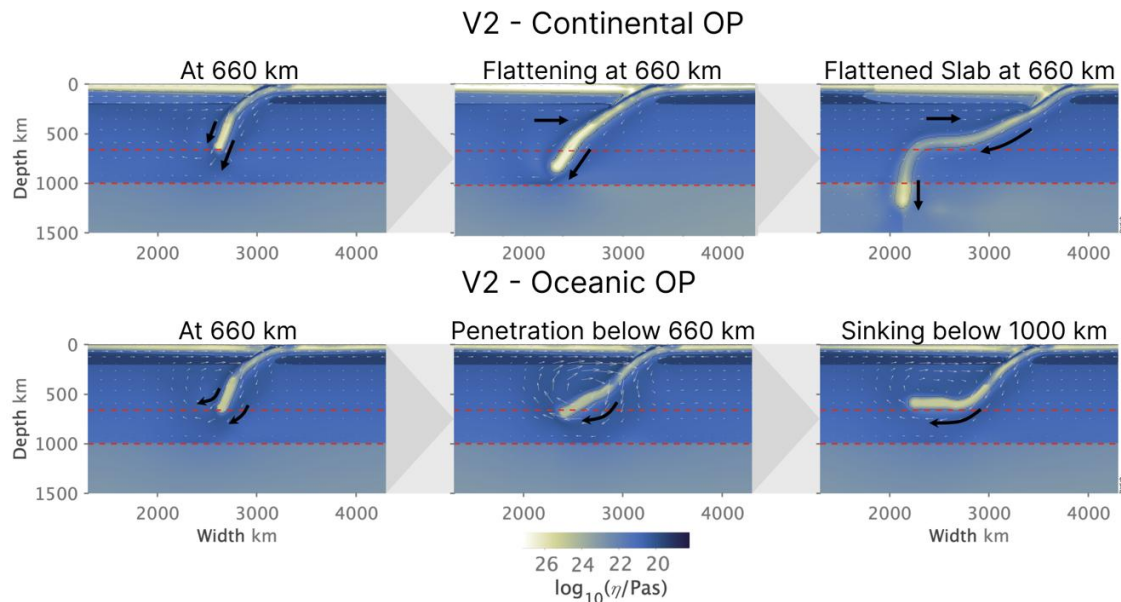 V2 - Continental OP
At 660 km
Flattening at 660 km
Flattened Slab at 660 km
Depth km
0
500
1000
1500
2000 3000 4000
2000 3000 4000
2000 3000 4000
V2 - Oceanic OP
At 660 km
Penetration below 660 km
Sinking below 1000 km
Depth km
0
500
1000
1500
2000 3000 4000
2000 3000 4000
2000 3000 4000
Width km
Width km
26 24 22 20
log₁₀(η/Pas)